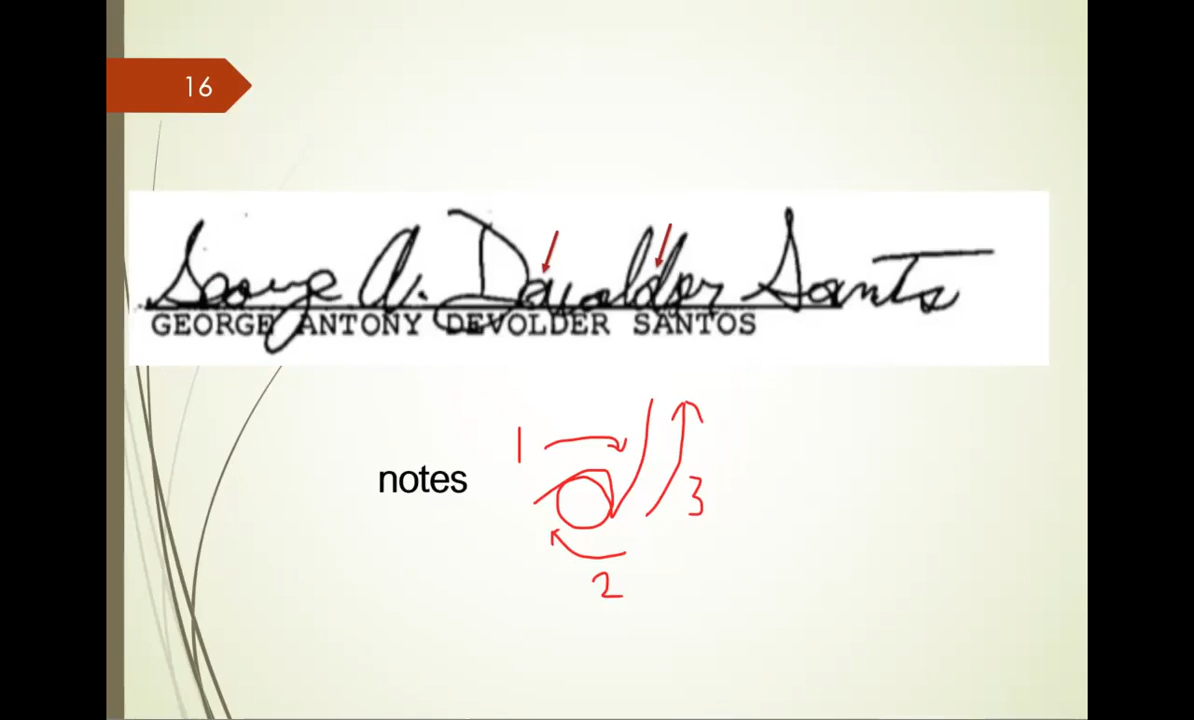 16
George A. Devolder Santos
GEORGE ANTONY DEVOLDER SANTOS
1
notes
3
2